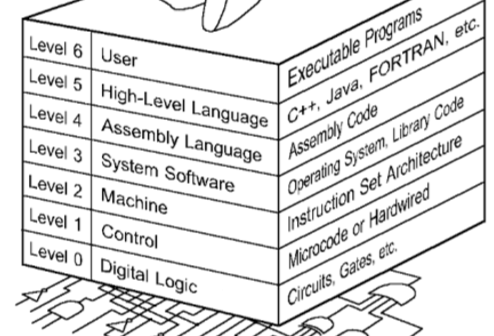 Level 6 User Executable Programs
Level 5 High-Level Language C++, Java, FORTRAN, etc.
Level 4 Assembly Language Assembly Code
Level 3 System Software Operating System, Library Code
Level 2 Machine Instruction Set Architecture
Level 1 Control Microcode or Hardwired
Level 0 Digital Logic Circuits, Gates, etc.